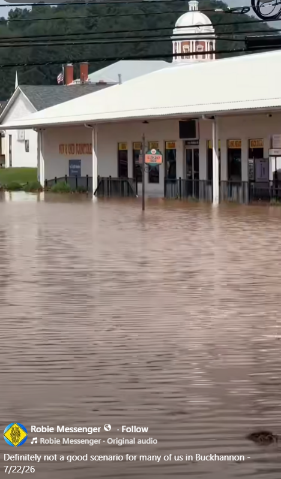 Robie Messenger · Follow
Robie Messenger · Original audio
Definitely not a good scenario for many of us in Buckhannon -
7/22/26